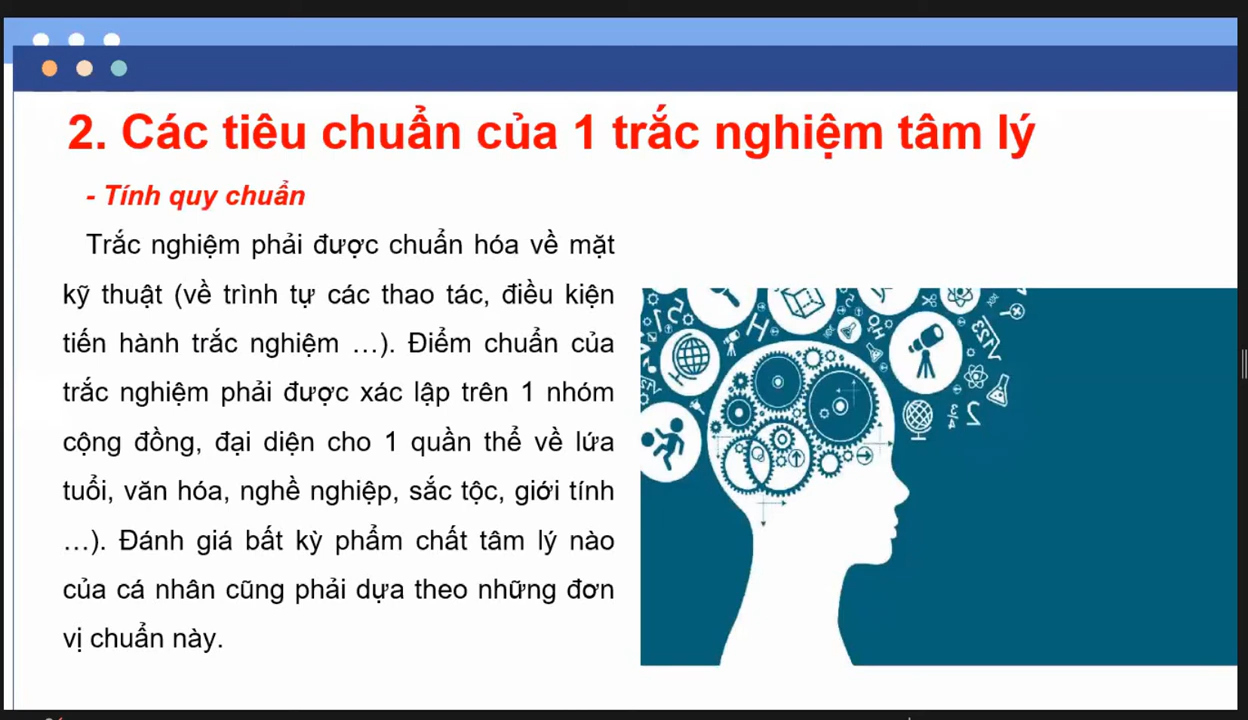 2. Các tiêu chuẩn của 1 trắc nghiệm tâm lý
- Tính quy chuẩn
Trắc nghiệm phải được chuẩn hóa về mặt
kỹ thuật (về trình tự các thao tác, điều kiện
tiến hành trắc nghiệm …). Điểm chuẩn của
trắc nghiệm phải được xác lập trên 1 nhóm
cộng đồng, đại diện cho 1 quần thể về lứa
tuổi, văn hóa, nghề nghiệp, sắc tộc, giới tính
…). Đánh giá bất kỳ phẩm chất tâm lý nào
của cá nhân cũng phải dựa theo những đơn
vị chuẩn này.